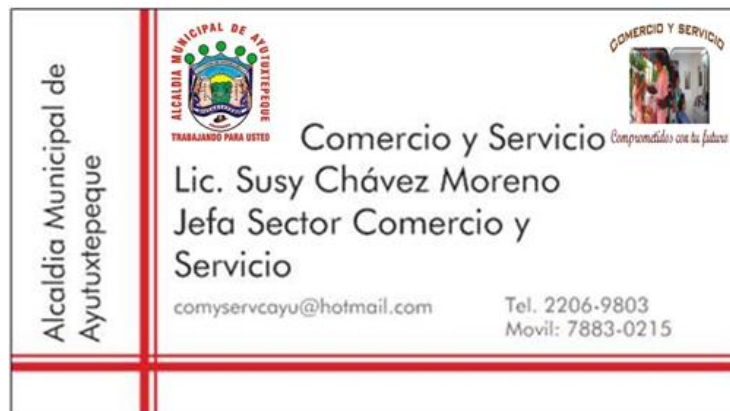 Alcaldia Municipal de
Ayutuxtepeque
ALCALDIA MUNICIPAL DE AYUTUXTEPEQUE
TRABAJANDO PARA USTED
COMERCIO Y SERVICIO
Comprometidos con tu futuro
Comercio y Servicio
Lic. Susy Chávez Moreno
Jefa Sector Comercio y
Servicio
comyservcayu@hotmail.com
Tel. 2206-9803
Movil: 7883-0215